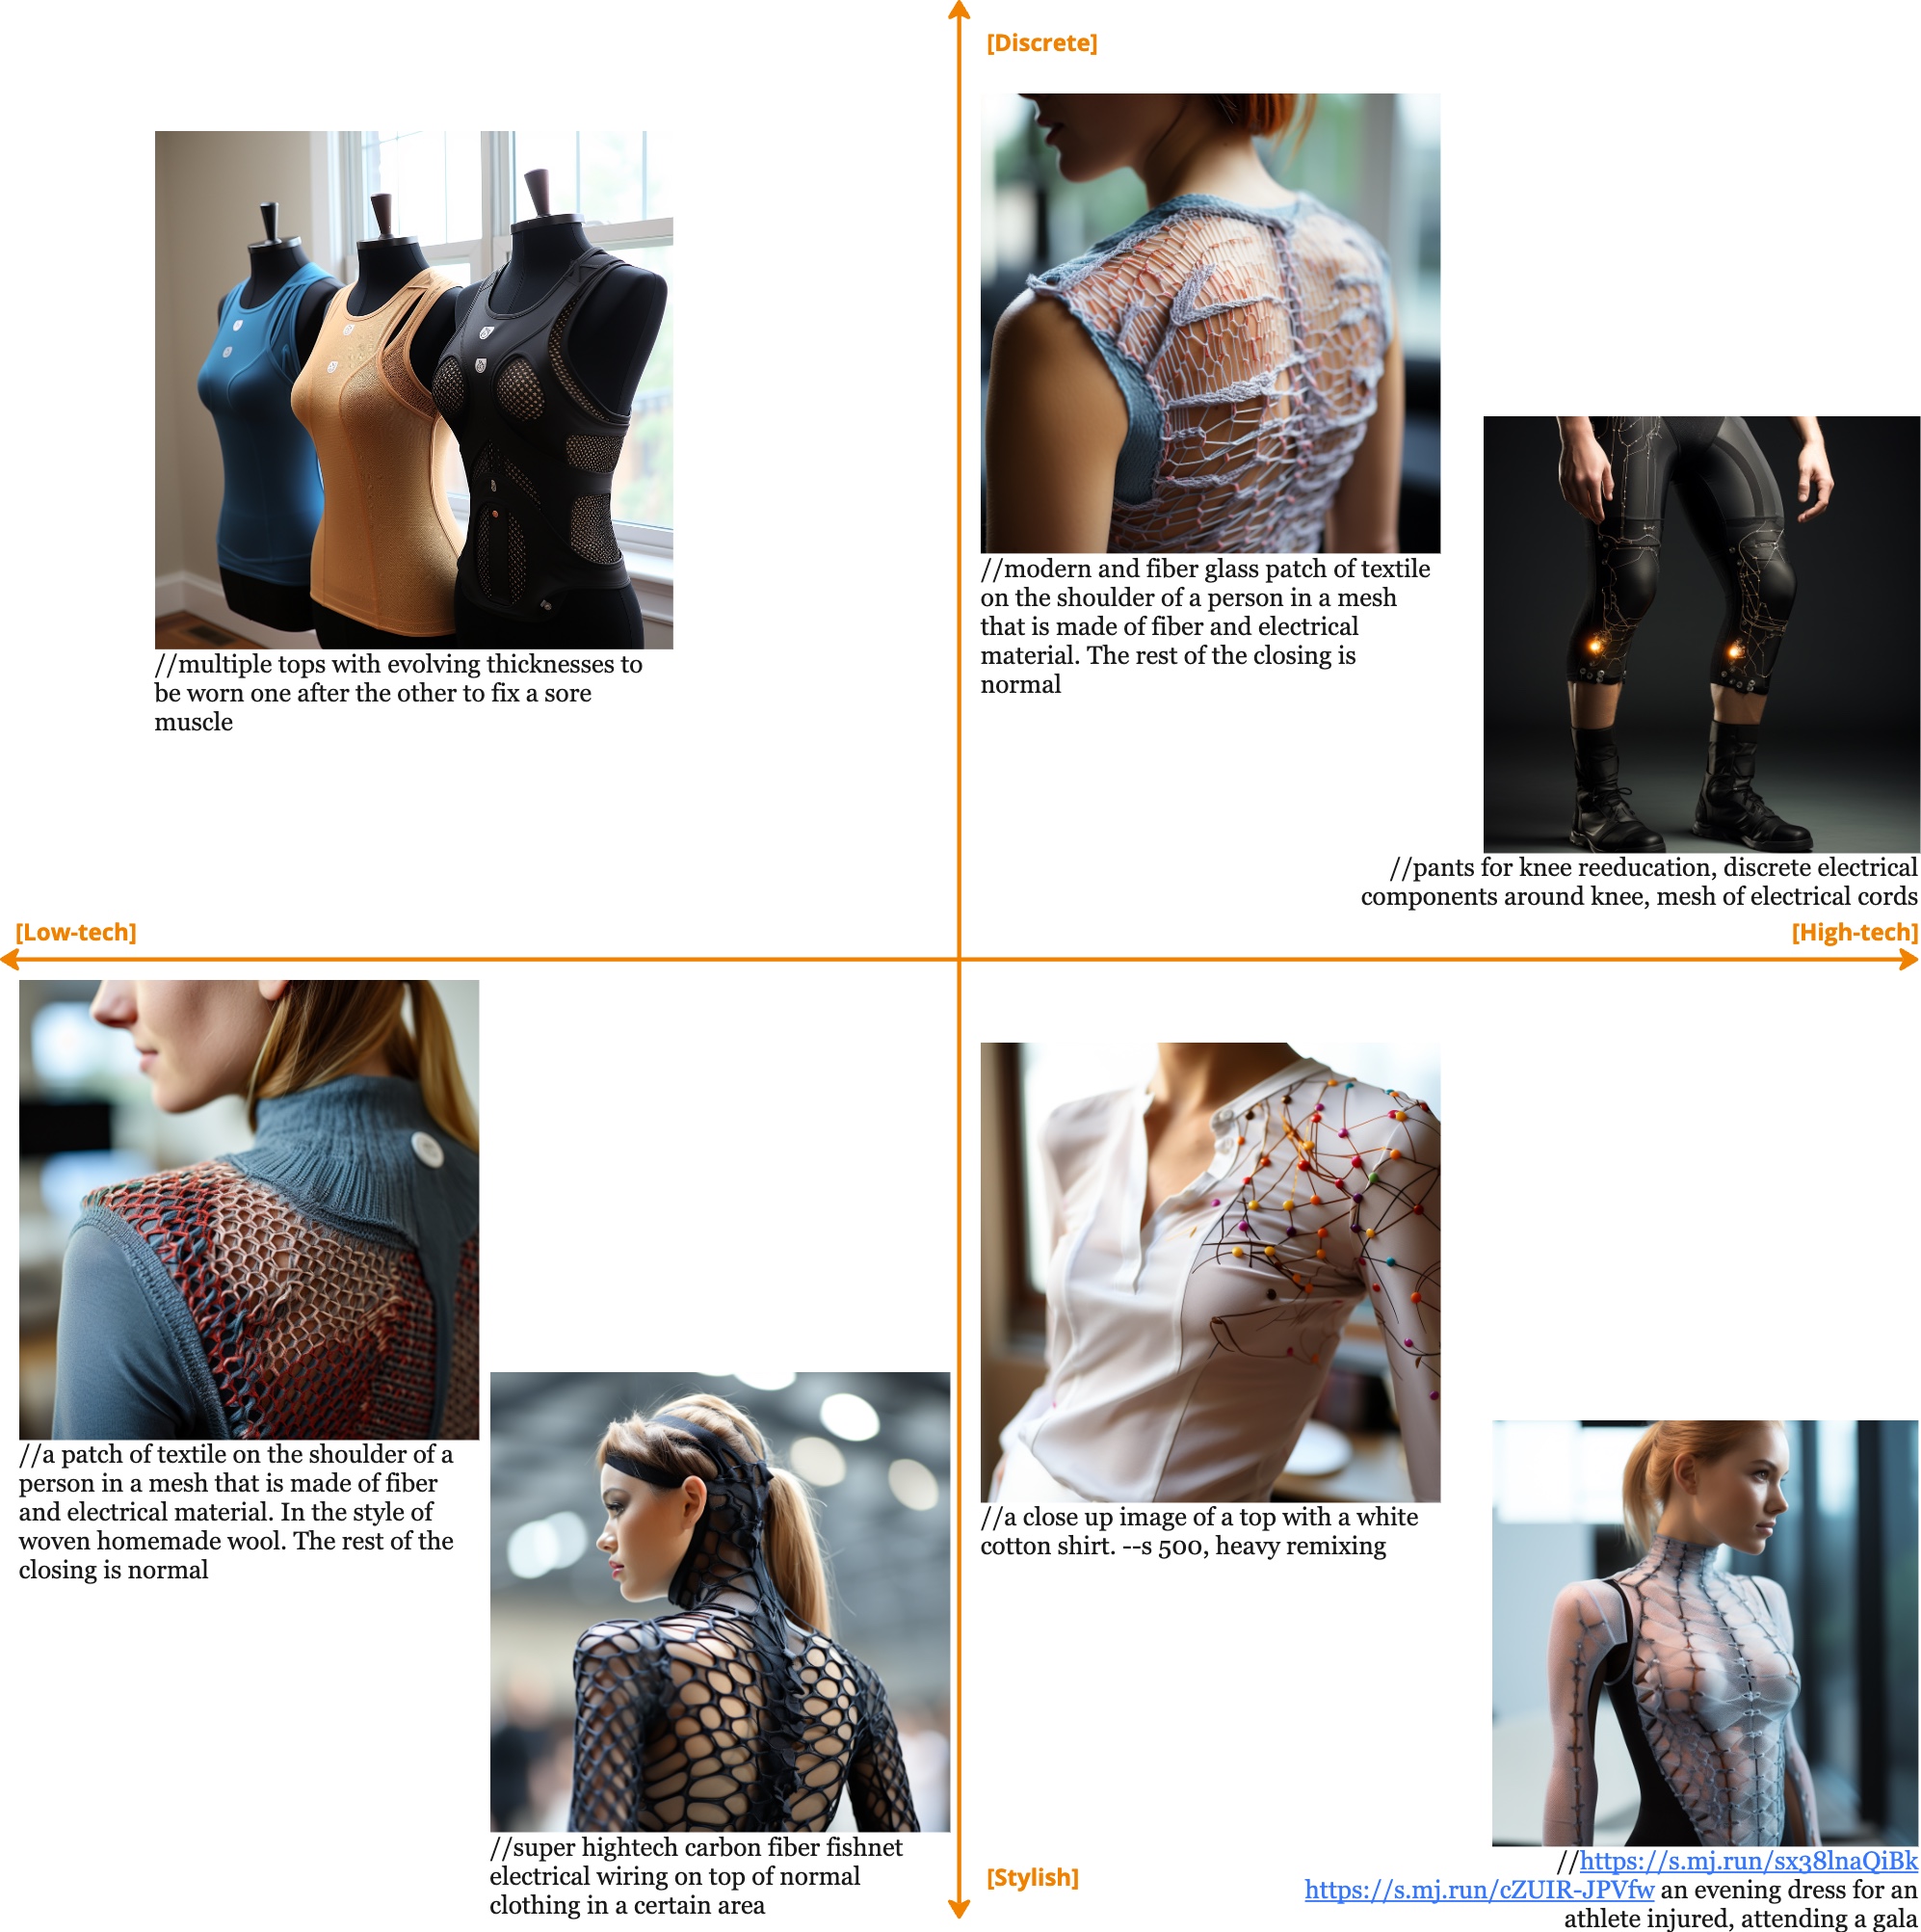 [Discrete]
//multiple tops with evolving thicknesses to
be worn one after the other to fix a sore
muscle
//modern and fiber glass patch of textile
on the shoulder of a person in a mesh
that is made of fiber and electrical
material. The rest of the closing is
normal
//pants for knee reeducation, discrete electrical
components around knee, mesh of electrical cords
[Low-tech]
[High-tech]
//a patch of textile on the shoulder of a
person in a mesh that is made of fiber
and electrical material. In the style of
woven homemade wool. The rest of the
closing is normal
//super hightech carbon fiber fishnet
electrical wiring on top of normal
clothing in a certain area
//a close up image of a top with a white
cotton shirt. --s 500, heavy remixing
[Stylish]
//https://s.mj.run/sx38lnaQiBk
https://s.mj.run/cZUIR-JPVfw an evening dress for an
athlete injured, attending a gala